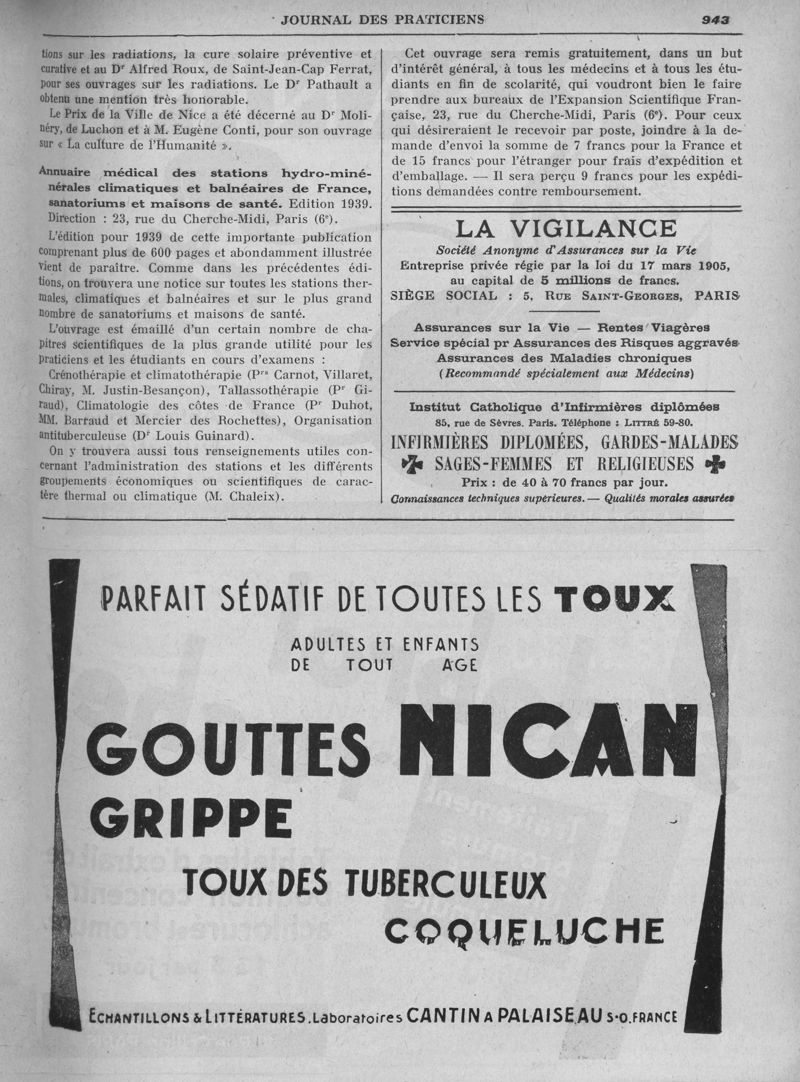 JOURNAL DES PRATICIENS 943
tions sur les radiations, la cure solaire préventive et
curative et au Dr Alfred Roux, de Saint-Jean-Cap Ferrat,
pour ses ouvrages sur les radiations. Le Dr Pathault a
obtenu une mention très honorable.
Le Prix de la Ville de Nice a été décerné au Dr Moli-
néry, de Luchon et à M. Eugène Conti, pour son ouvrage
sur « La culture de l'Humanité ».
Annuaire médical des stations hydro-miné-
nérales climatiques et balnéaires de France,
sanatoriums et maisons de santé. Edition 1939.
Direction : 23, rue du Cherche-Midi, Paris (6e).
L'édition pour 1939 de cette importante publication
comprenant plus de 600 pages et abondamment illustrée
vient de paraître. Comme dans les précédentes édi-
tions, on trouvera une notice sur toutes les stations ther-
males, climatiques et balnéaires et sur le plus grand
nombre de sanatoriums et maisons de santé.
L'ouvrage est émaillé d'un certain nombre de cha-
pitres scientifiques de la plus grande utilité pour les
praticiens et les étudiants en cours d'examens :
Crénothérapie et climatothérapie (Prs Carnot, Villaret,
Chiray, M. Justin-Besançon), Tallassothérapie (Pr Gi-
raud), Climatologie des côtes de France (Pr Duhot,
MM. Barraud et Mercier des Rochettes), Organisation
antituberculeuse (Dr Louis Guinard).
On y trouvera aussi tous renseignements utiles con-
cernant l'administration des stations et les différents
groupements économiques ou scientifiques de carac-
tère thermal ou climatique (M. Chaleix).
Cet ouvrage sera remis gratuitement, dans un but
d'intérêt général, à tous les médecins et à tous les étu-
diants en fin de scolarité, qui voudront bien le faire
prendre aux bureaux de l'Expansion Scientifique Fran-
çaise, 23, rue du Cherche-Midi, Paris (6e). Pour ceux
qui désireraient le recevoir par poste, joindre à la de-
mande d'envoi la somme de 7 francs pour la France et
de 15 francs pour l'étranger pour frais d'expédition et
d'emballage. — Il sera perçu 9 francs pour les expédi-
tions demandées contre remboursement.
LA VIGILANCE
Société Anonyme d'Assurances sur la Vie
Entreprise privée régie par la loi du 17 mars 1905,
au capital de 5 millions de francs.
SIÈGE SOCIAL : 5, RUE SAINT-GEORGES, PARIS
Assurances sur la Vie — Rentes Viagères
Service spécial pr Assurances des Risques aggravés
Assurances des Maladies chroniques
(Recommandé spécialement aux Médecins)
Institut Catholique d'Infirmières diplômées
85, rue de Sèvres. Paris. Téléphone : LITTRÉ 59-80.
INFIRMIÈRES DIPLOMÉES, GARDES-MALADES
SAGES-FEMMES ET RELIGIEUSES
Prix : de 40 à 70 francs par jour.
Connaissances techniques supérieures. — Qualités morales assurées
PARFAIT SÉDATIF DE TOUTES LES TOUX
ADULTES ET ENFANTS
DE TOUT AGE
GOUTTES NICAN
GRIPPE
TOUX DES TUBERCULEUX
COQUELUCHE
ECHANTILLONS & LITTÉRATURES. Laboratoires CANTIN A PALAISEAU S-O. FRANCE